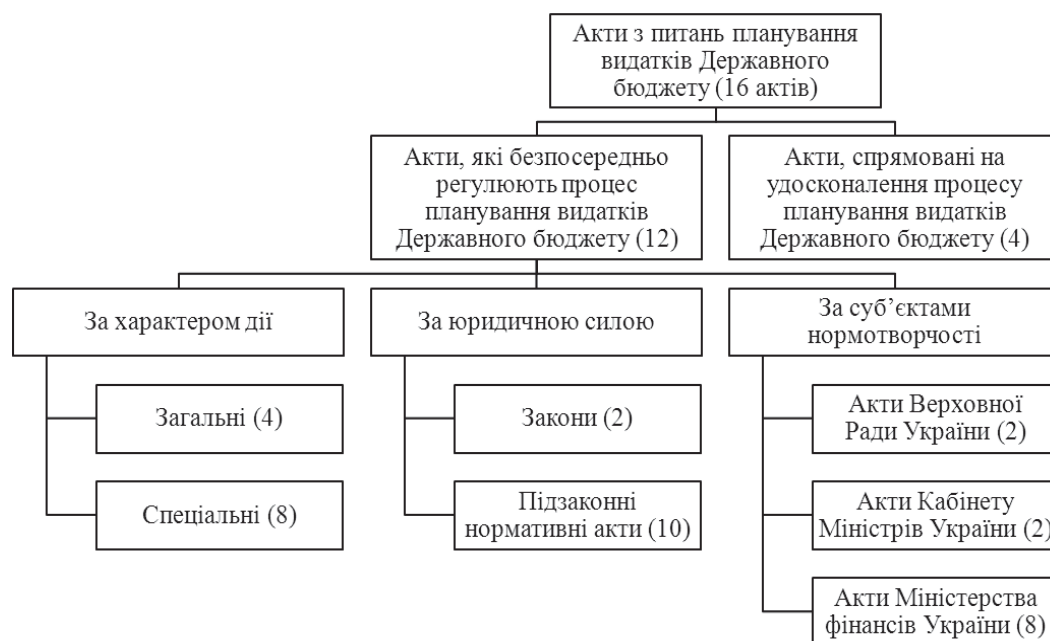 Акти з питань планування
видатків Державного
бюджету (16 актів)
Акти, які безпосередньо
регулюють процес
планування видатків
Державного бюджету (12)
Акти, спрямовані на
удосконалення процесу
планування видатків
Державного бюджету (4)
За характером дії
Загальні (4)
Спеціальні (8)
За юридичною силою
Закони (2)
Підзаконні
нормативні акти (10)
За суб’єктами
нормотворчості
Акти Верховної
Ради України (2)
Акти Кабінету
Міністрів України (2)
Акти Міністерства
фінансів України (8)